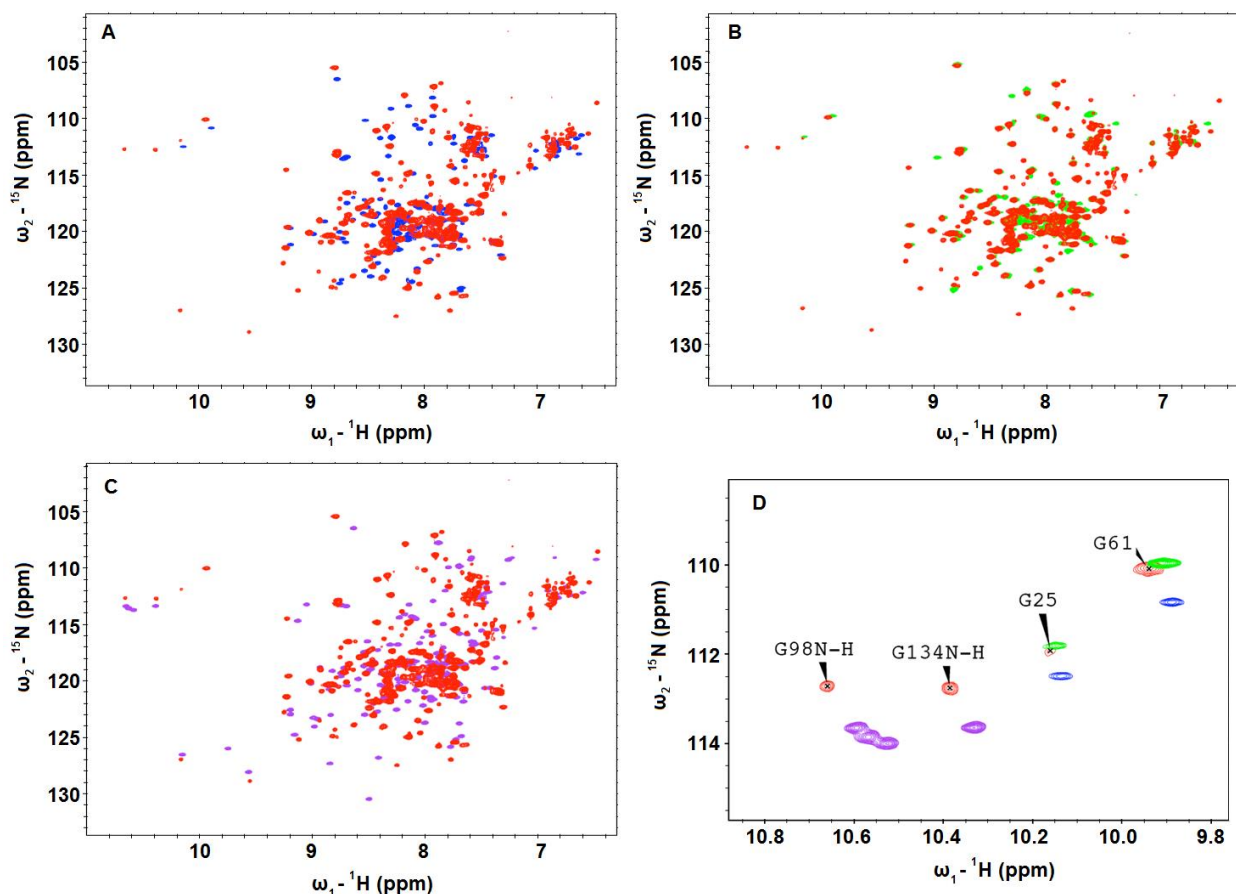 A
105
110
115
120
125
130
ω₂ - ¹⁵N (ppm)
10 9 8 7
ω₁ - ¹H (ppm)
B
105
110
115
120
125
130
ω₂ - ¹⁵N (ppm)
10 9 8 7
ω₁ - ¹H (ppm)
C
105
110
115
120
125
130
ω₂ - ¹⁵N (ppm)
10 9 8 7
ω₁ - ¹H (ppm)
D
G61
110
G25
112
G98N-H G134N-H
114
ω₂ - ¹⁵N (ppm)
10.8 10.6 10.4 10.2 10.0 9.8
ω₁ - ¹H (ppm)